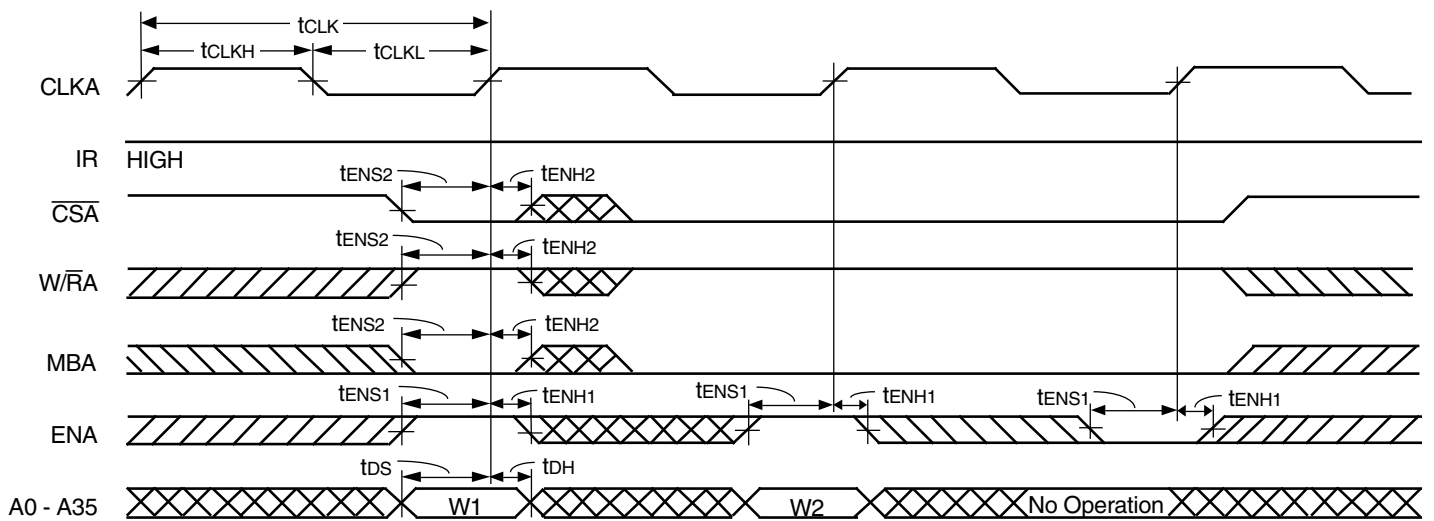 tCLK
tCLKH tCLKL
CLKA
IR HIGH
tENS2 tENH2
CSA
tENS2 tENH2
W/RA
tENS2 tENH2
MBA
tENS1 tENH1 tENS1 tENH1 tENS1 tENH1
ENA
tDS tDH
A0 - A35 W1 W2 No Operation